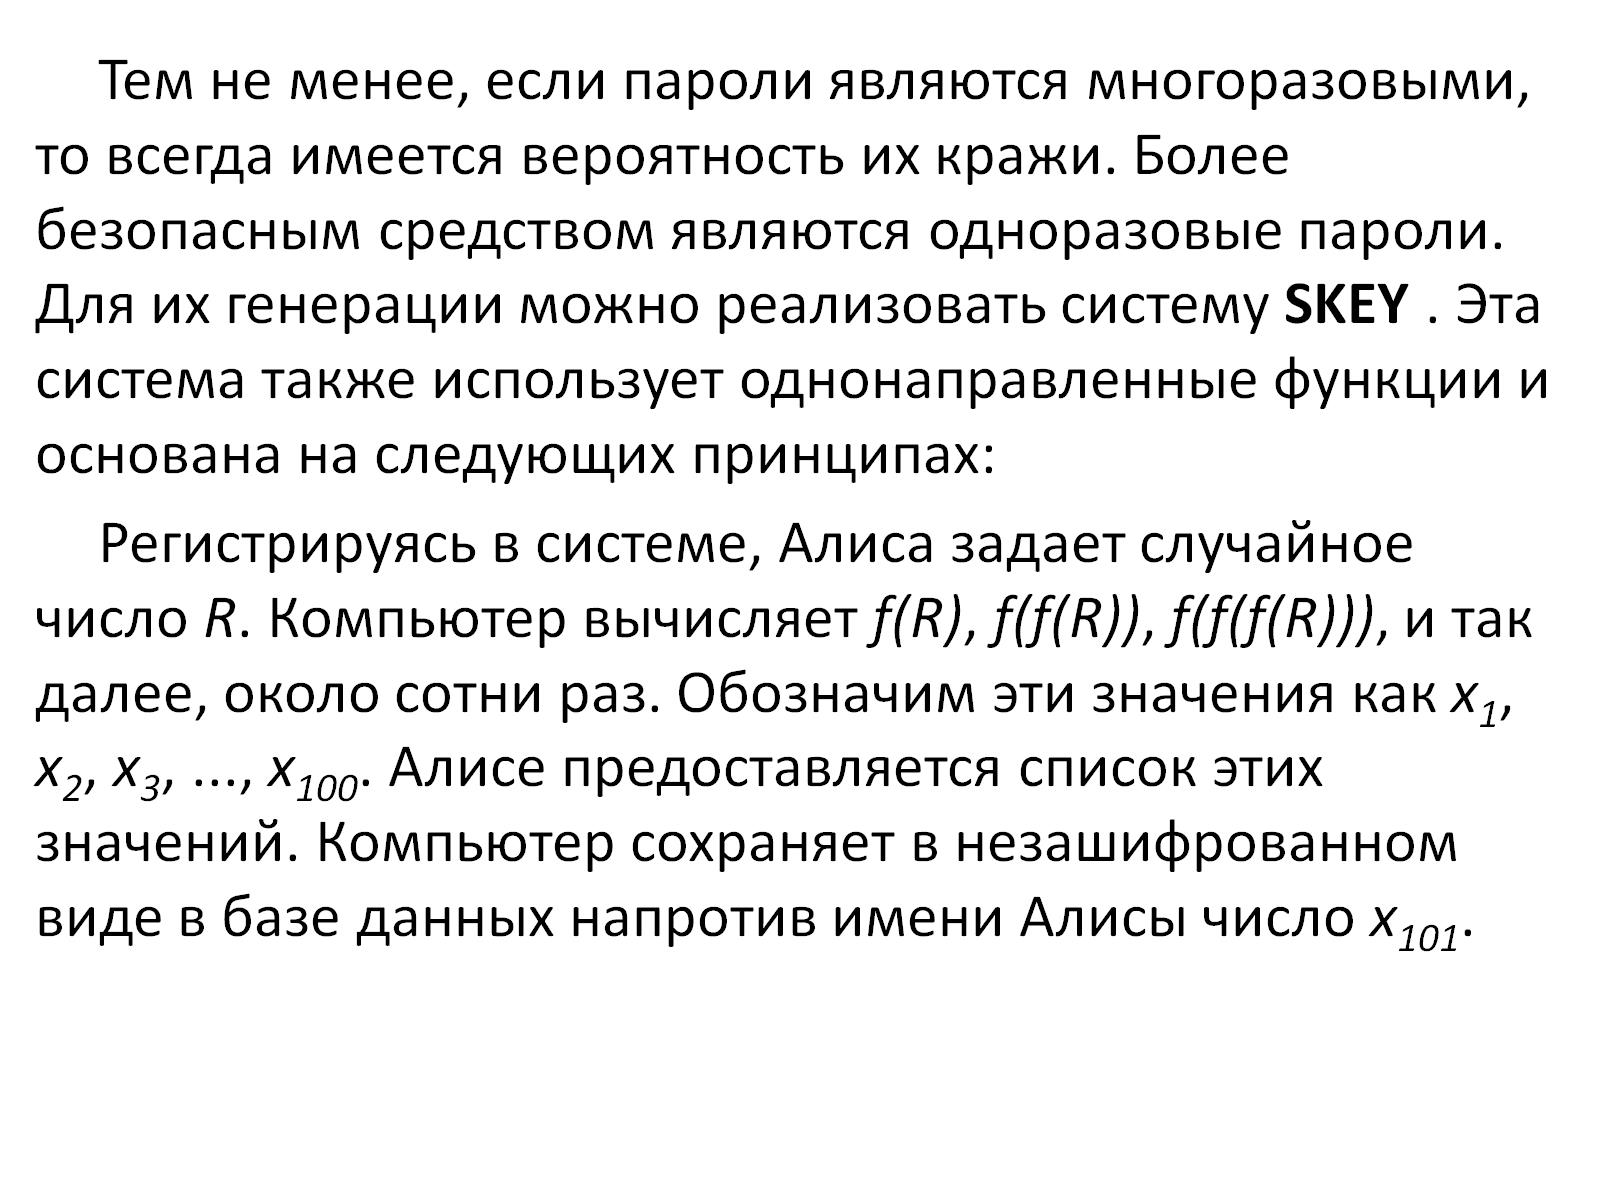 Тем не менее, если пароли являются многоразовыми,
то всегда имеется вероятность их кражи. Более
безопасным средством являются одноразовые пароли.
Для их генерации можно реализовать систему SKEY . Эта
система также использует однонаправленные функции и
основана на следующих принципах:
Регистрируясь в системе, Алиса задает случайное
число R. Компьютер вычисляет f(R), f(f(R)), f(f(f(R))), и так
далее, около сотни раз. Обозначим эти значения как x1,
x2, x3, ..., x100. Алисе предоставляется список этих
значений. Компьютер сохраняет в незашифрованном
виде в базе данных напротив имени Алисы число x101.